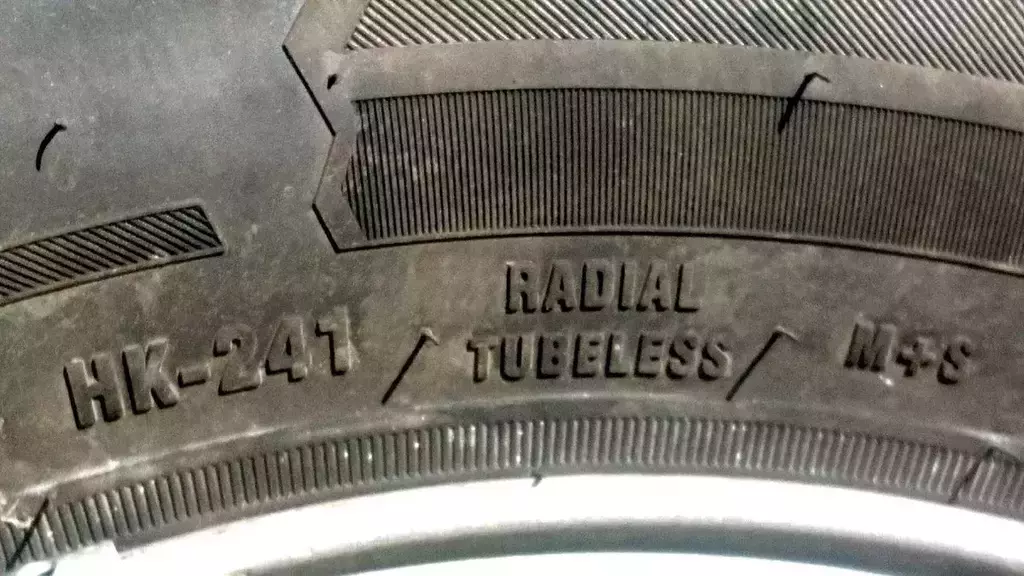 HK-241
RADIAL
TUBELESS
M+S